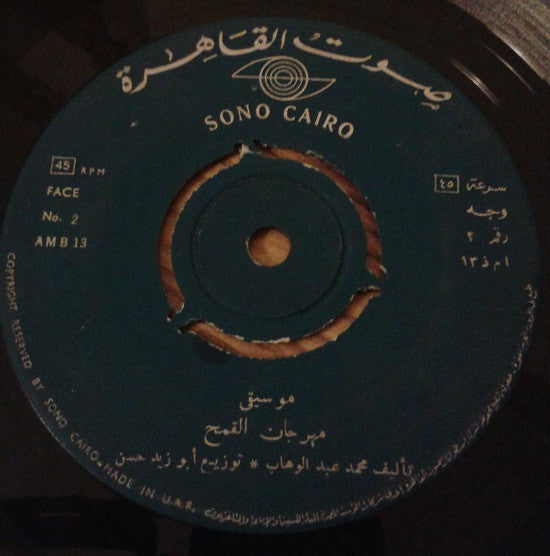 صوت القاهرة
SONO CAIRO
45 RPM
FACE
No. 2
AMB 13
سرعة ٤٥
وجه
رقم ٢
ام ذ ١٣
موسيقى
مهرجان القمح
تأليف محمد عبد الوهاب * توزيع أبو زيد حسن
COPYRIGHT RESERVED BY SONO CAIRO. MADE IN U.A.R.